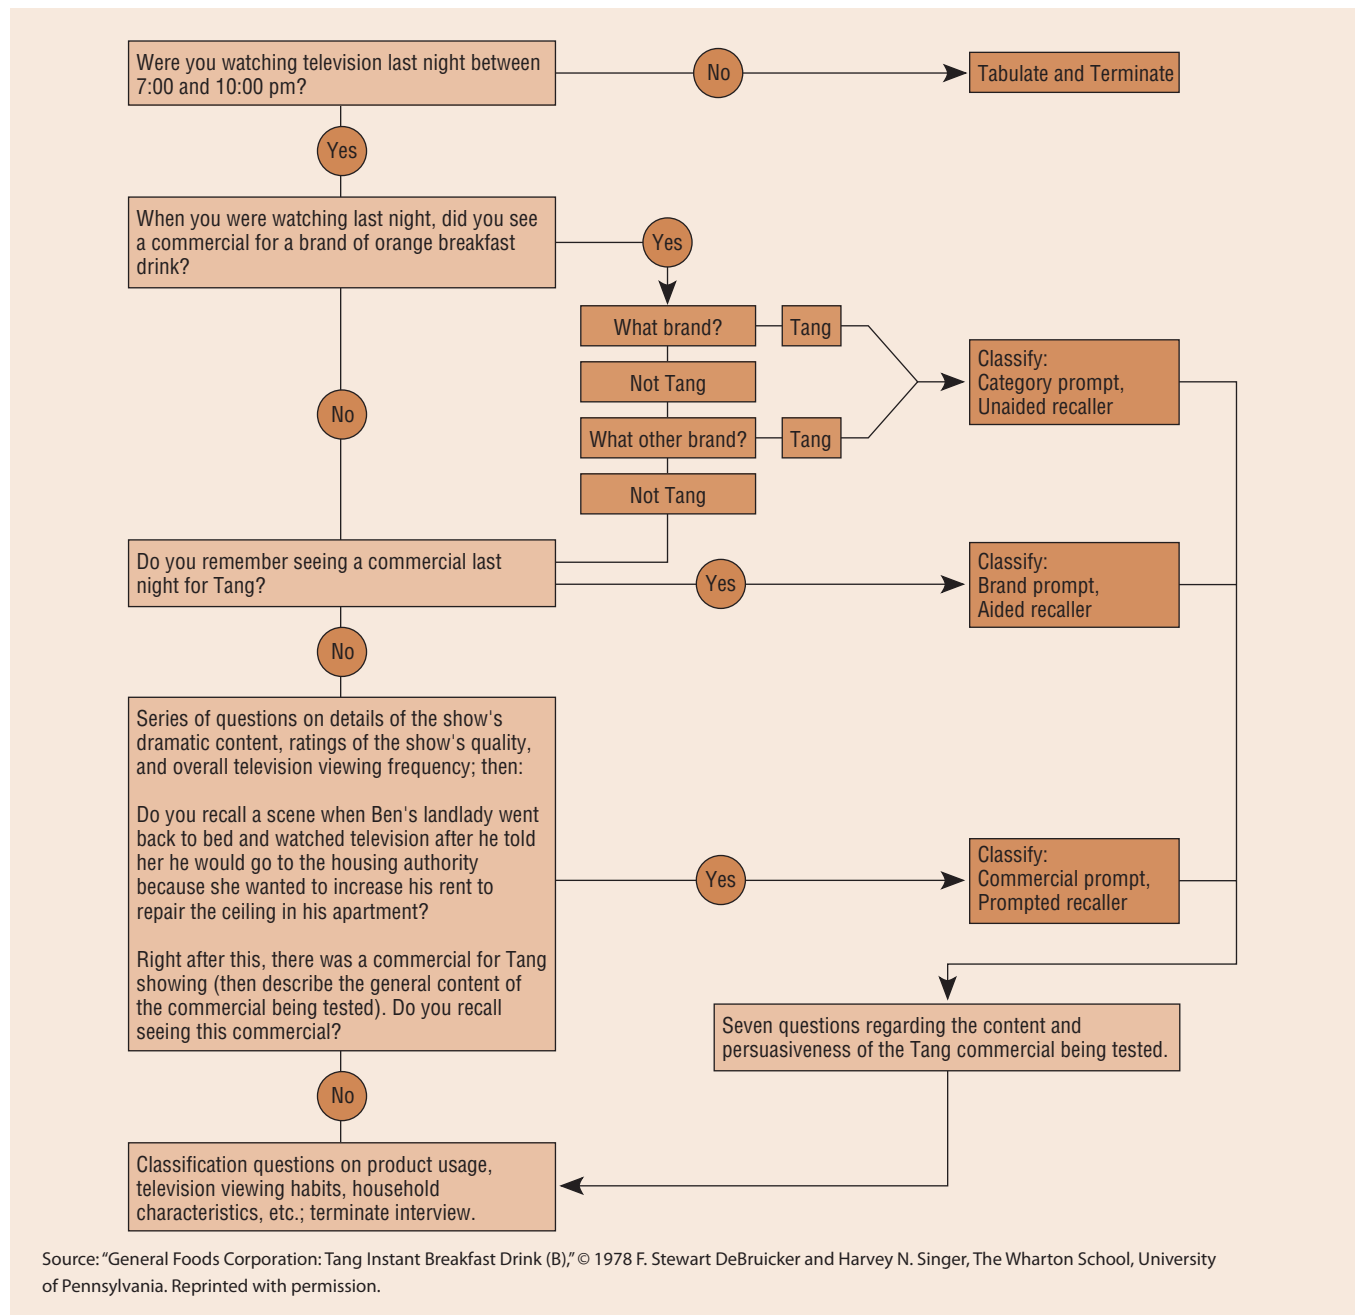 Were you watching television last night between
7:00 and 10:00 pm?
No
Tabulate and Terminate
Yes
When you were watching last night, did you see
a commercial for a brand of orange breakfast
drink?
Yes
What brand?
Tang
Not Tang
Classify:
Category prompt,
Unaided recaller
No
What other brand?
Tang
Not Tang
Do you remember seeing a commercial last
night for Tang?
Yes
Classify:
Brand prompt,
Aided recaller
No
Series of questions on details of the show's
dramatic content, ratings of the show's quality,
and overall television viewing frequency; then:
Do you recall a scene when Ben's landlady went
back to bed and watched television after he told
her he would go to the housing authority
because she wanted to increase his rent to
repair the ceiling in his apartment?
Right after this, there was a commercial for Tang
showing (then describe the general content of
the commercial being tested). Do you recall
seeing this commercial?
Yes
Classify:
Commercial prompt,
Prompted recaller
Seven questions regarding the content and
persuasiveness of the Tang commercial being tested.
No
Classification questions on product usage,
television viewing habits, household
characteristics, etc.; terminate interview.
Source: “General Foods Corporation: Tang Instant Breakfast Drink (B),” © 1978 F. Stewart DeBruicker and Harvey N. Singer, The Wharton School, University
of Pennsylvania. Reprinted with permission.